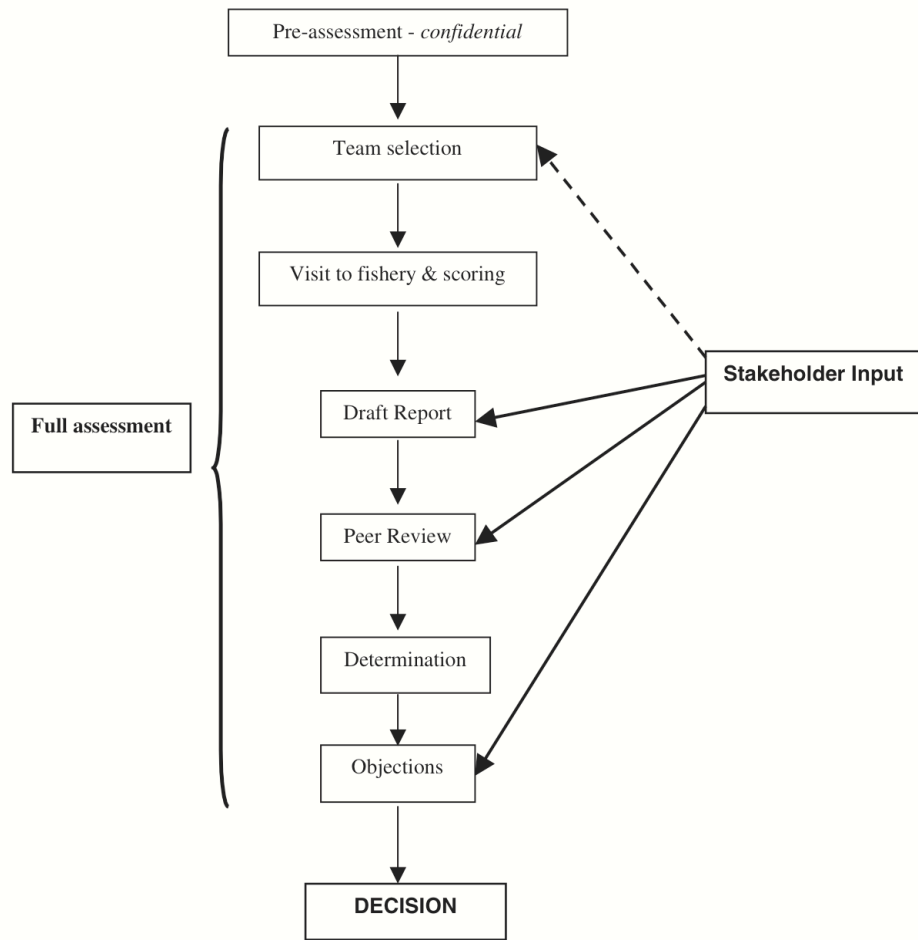 Pre-assessment - confidential
Team selection
Visit to fishery & scoring
Stakeholder Input
Draft Report
Full assessment
Peer Review
Determination
Objections
DECISION